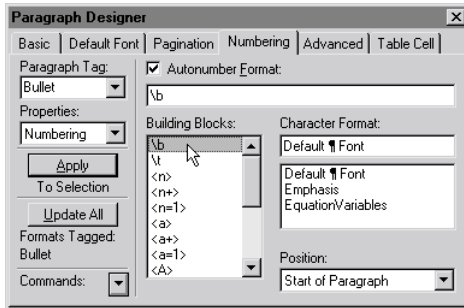 Paragraph Designer
Basic Default Font Pagination Numbering Advanced Table Cell
Paragraph Tag:
Bullet
Properties:
Numbering
Apply
To Selection
Update All
Formats Tagged:
Bullet
Commands:
Autonumber Format:
\b
Building Blocks:
\b
\t
<n>
<n+>
<n=1>
<a>
<a+>
<a=1>
<A>
Character Format:
Default ¶ Font
Default ¶ Font
Emphasis
EquationVariables
Position:
Start of Paragraph